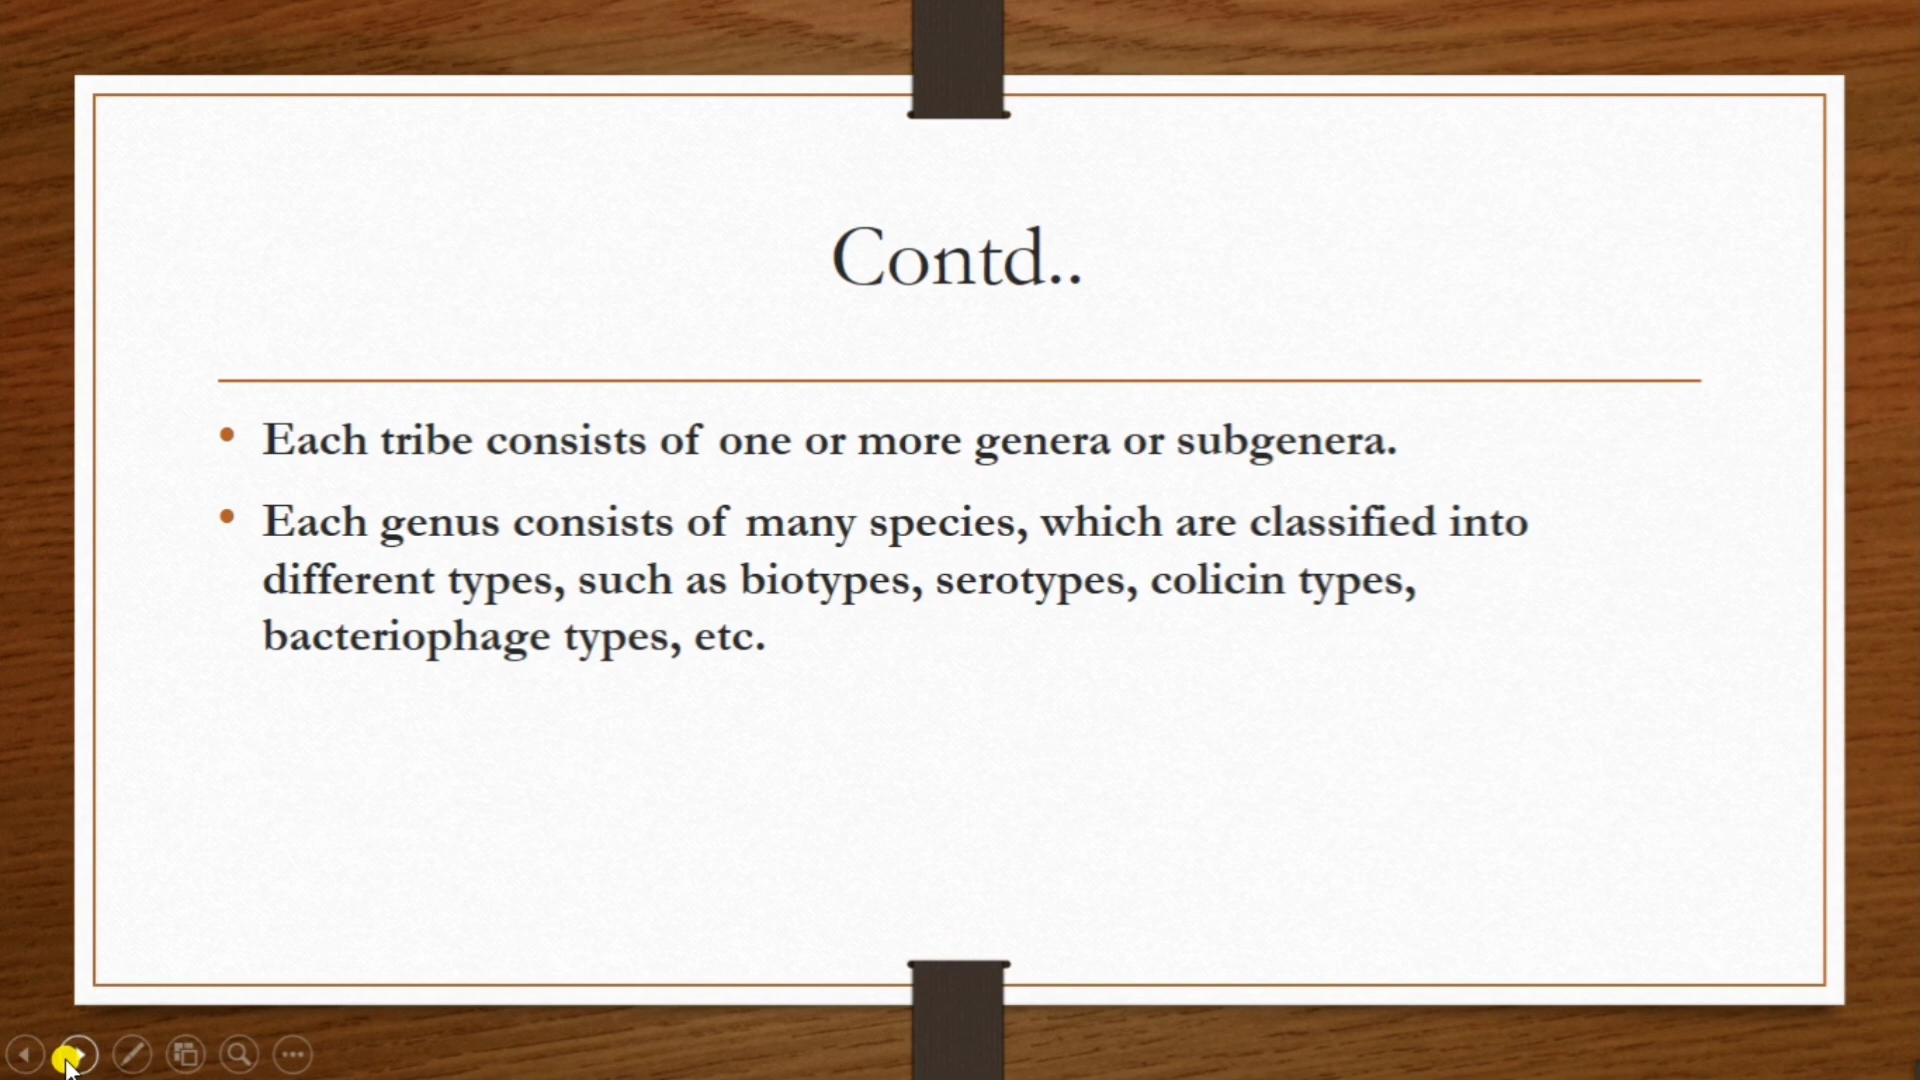 Contd..
• Each tribe consists of one or more genera or subgenera.
• Each genus consists of many species, which are classified into
different types, such as biotypes, serotypes, colicin types,
bacteriophage types, etc.